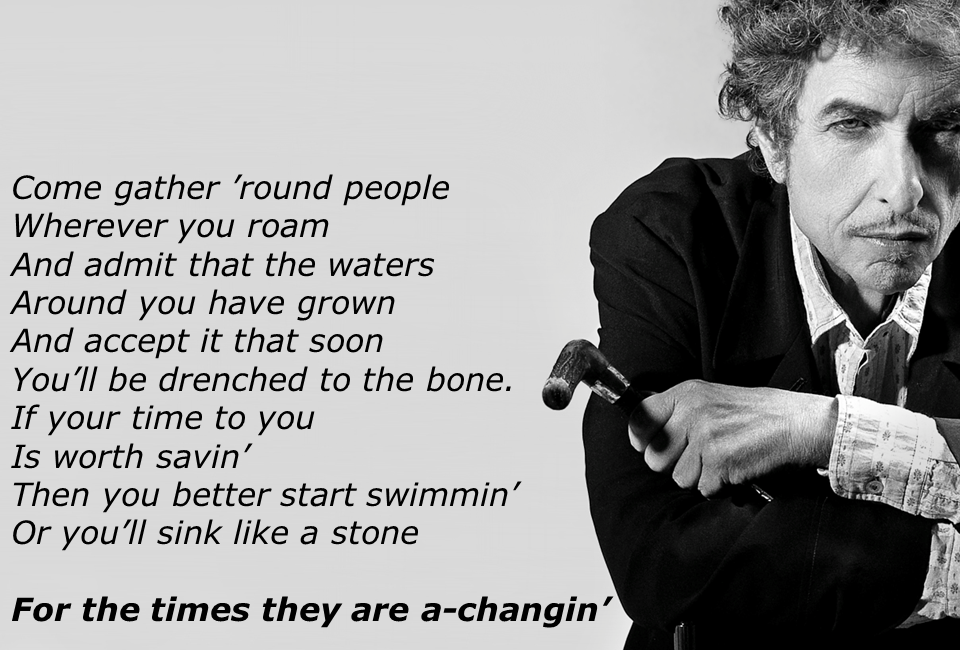 Come gather ’round people
Wherever you roam
And admit that the waters
Around you have grown
And accept it that soon
You’ll be drenched to the bone.
If your time to you
Is worth savin’
Then you better start swimmin’
Or you’ll sink like a stone
For the times they are a-changin’